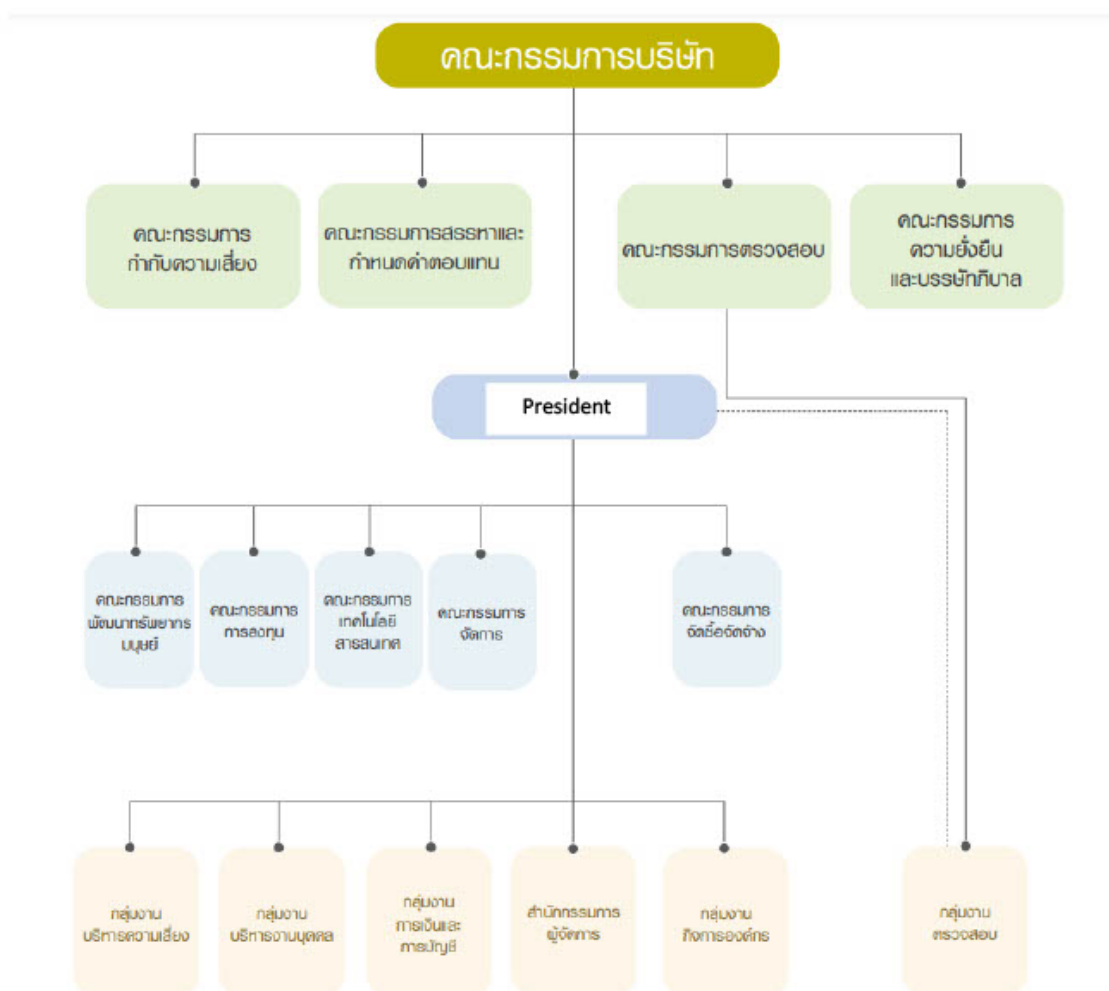 คณะกรรมการบริษัท
คณะกรรมการ
กำกับความเสี่ยง
คณะกรรมการสรรหาและ
กำหนดค่าตอบแทน
คณะกรรมการตรวจสอบ
คณะกรรมการ
ความยั่งยืน
และบรรษัทภิบาล
President
คณะกรรมการ
พัฒนาทรัพยากร
มนุษย์
คณะกรรมการ
การลงทุน
คณะกรรมการ
เทคโนโลยี
สารสนเทศ
คณะกรรมการ
จัดการ
คณะกรรมการ
จัดซื้อจัดจ้าง
กลุ่มงาน
บริหารความเสี่ยง
กลุ่มงาน
บริหารงานบุคคล
กลุ่มงาน
การเงินและ
การบัญชี
สำนักกรรมการ
ผู้จัดการ
กลุ่มงาน
กิจการองค์กร
กลุ่มงาน
ตรวจสอบ